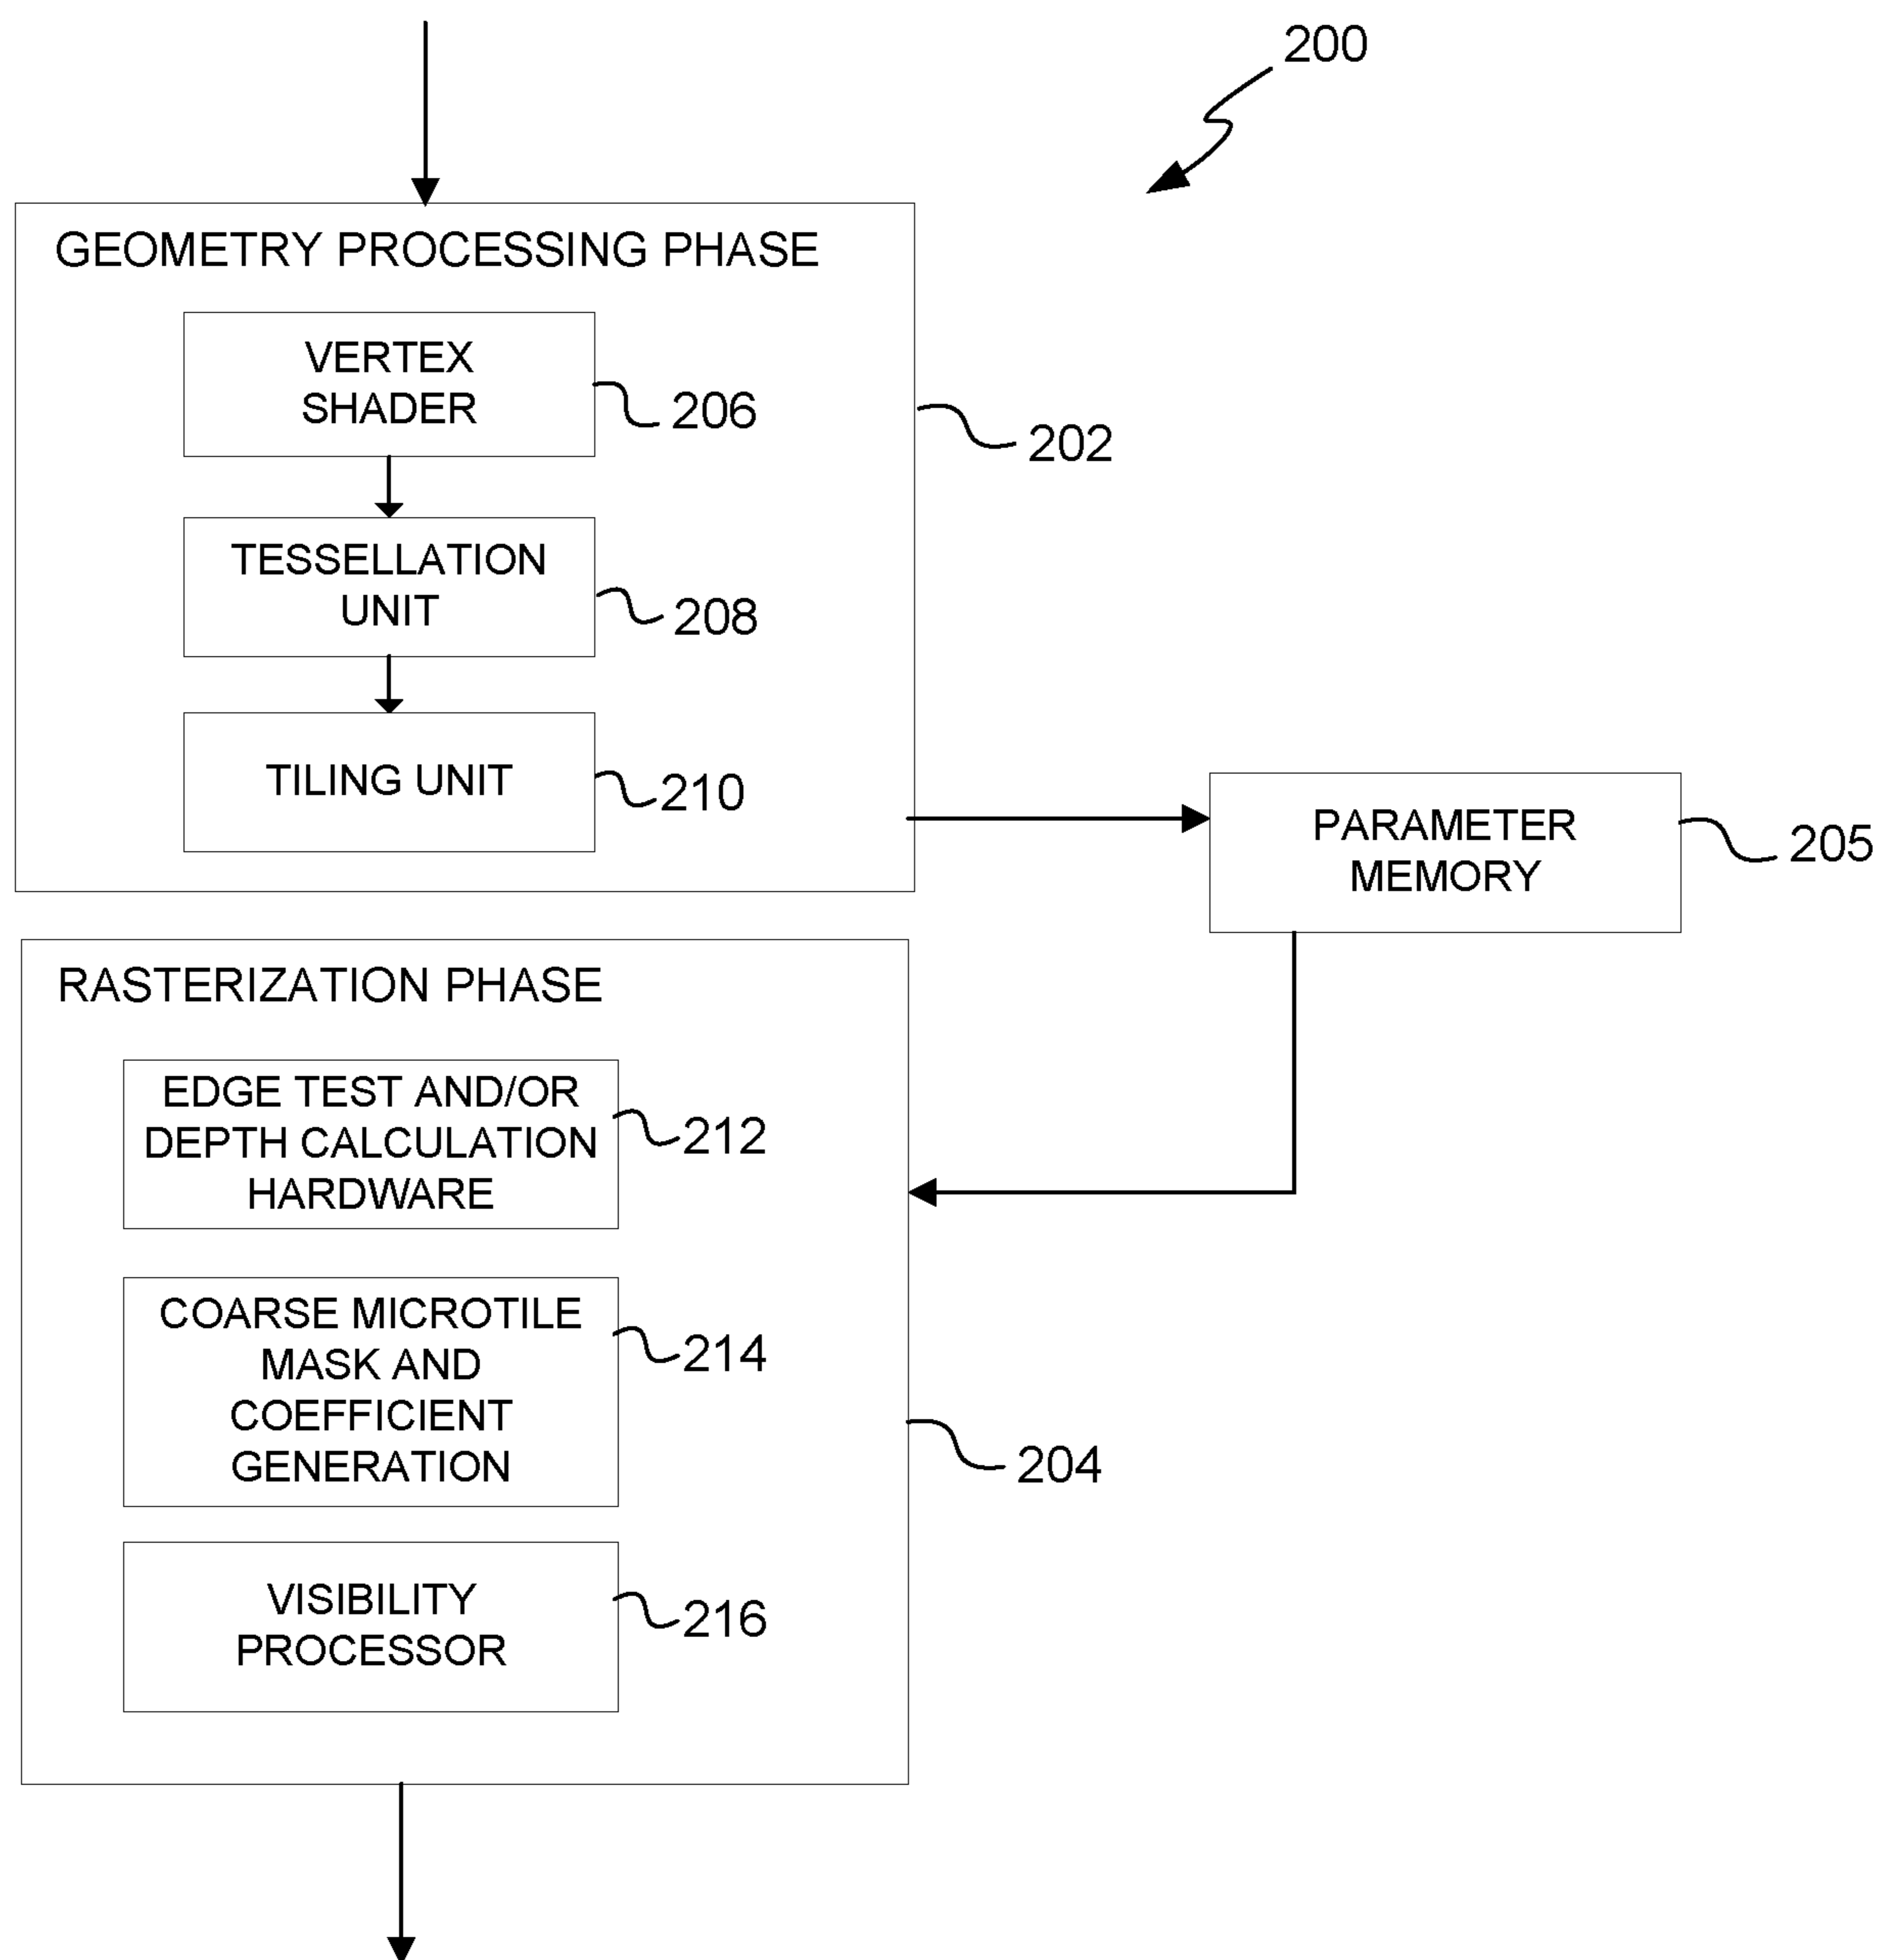 200
GEOMETRY PROCESSING PHASE
VERTEX
SHADER
206
202
TESSELLATION
UNIT
208
TILING UNIT
210
PARAMETER
MEMORY
205
RASTERIZATION PHASE
EDGE TEST AND/OR
DEPTH CALCULATION
HARDWARE
212
COARSE MICROTILE
MASK AND
COEFFICIENT
GENERATION
214
204
VISIBILITY
PROCESSOR
216